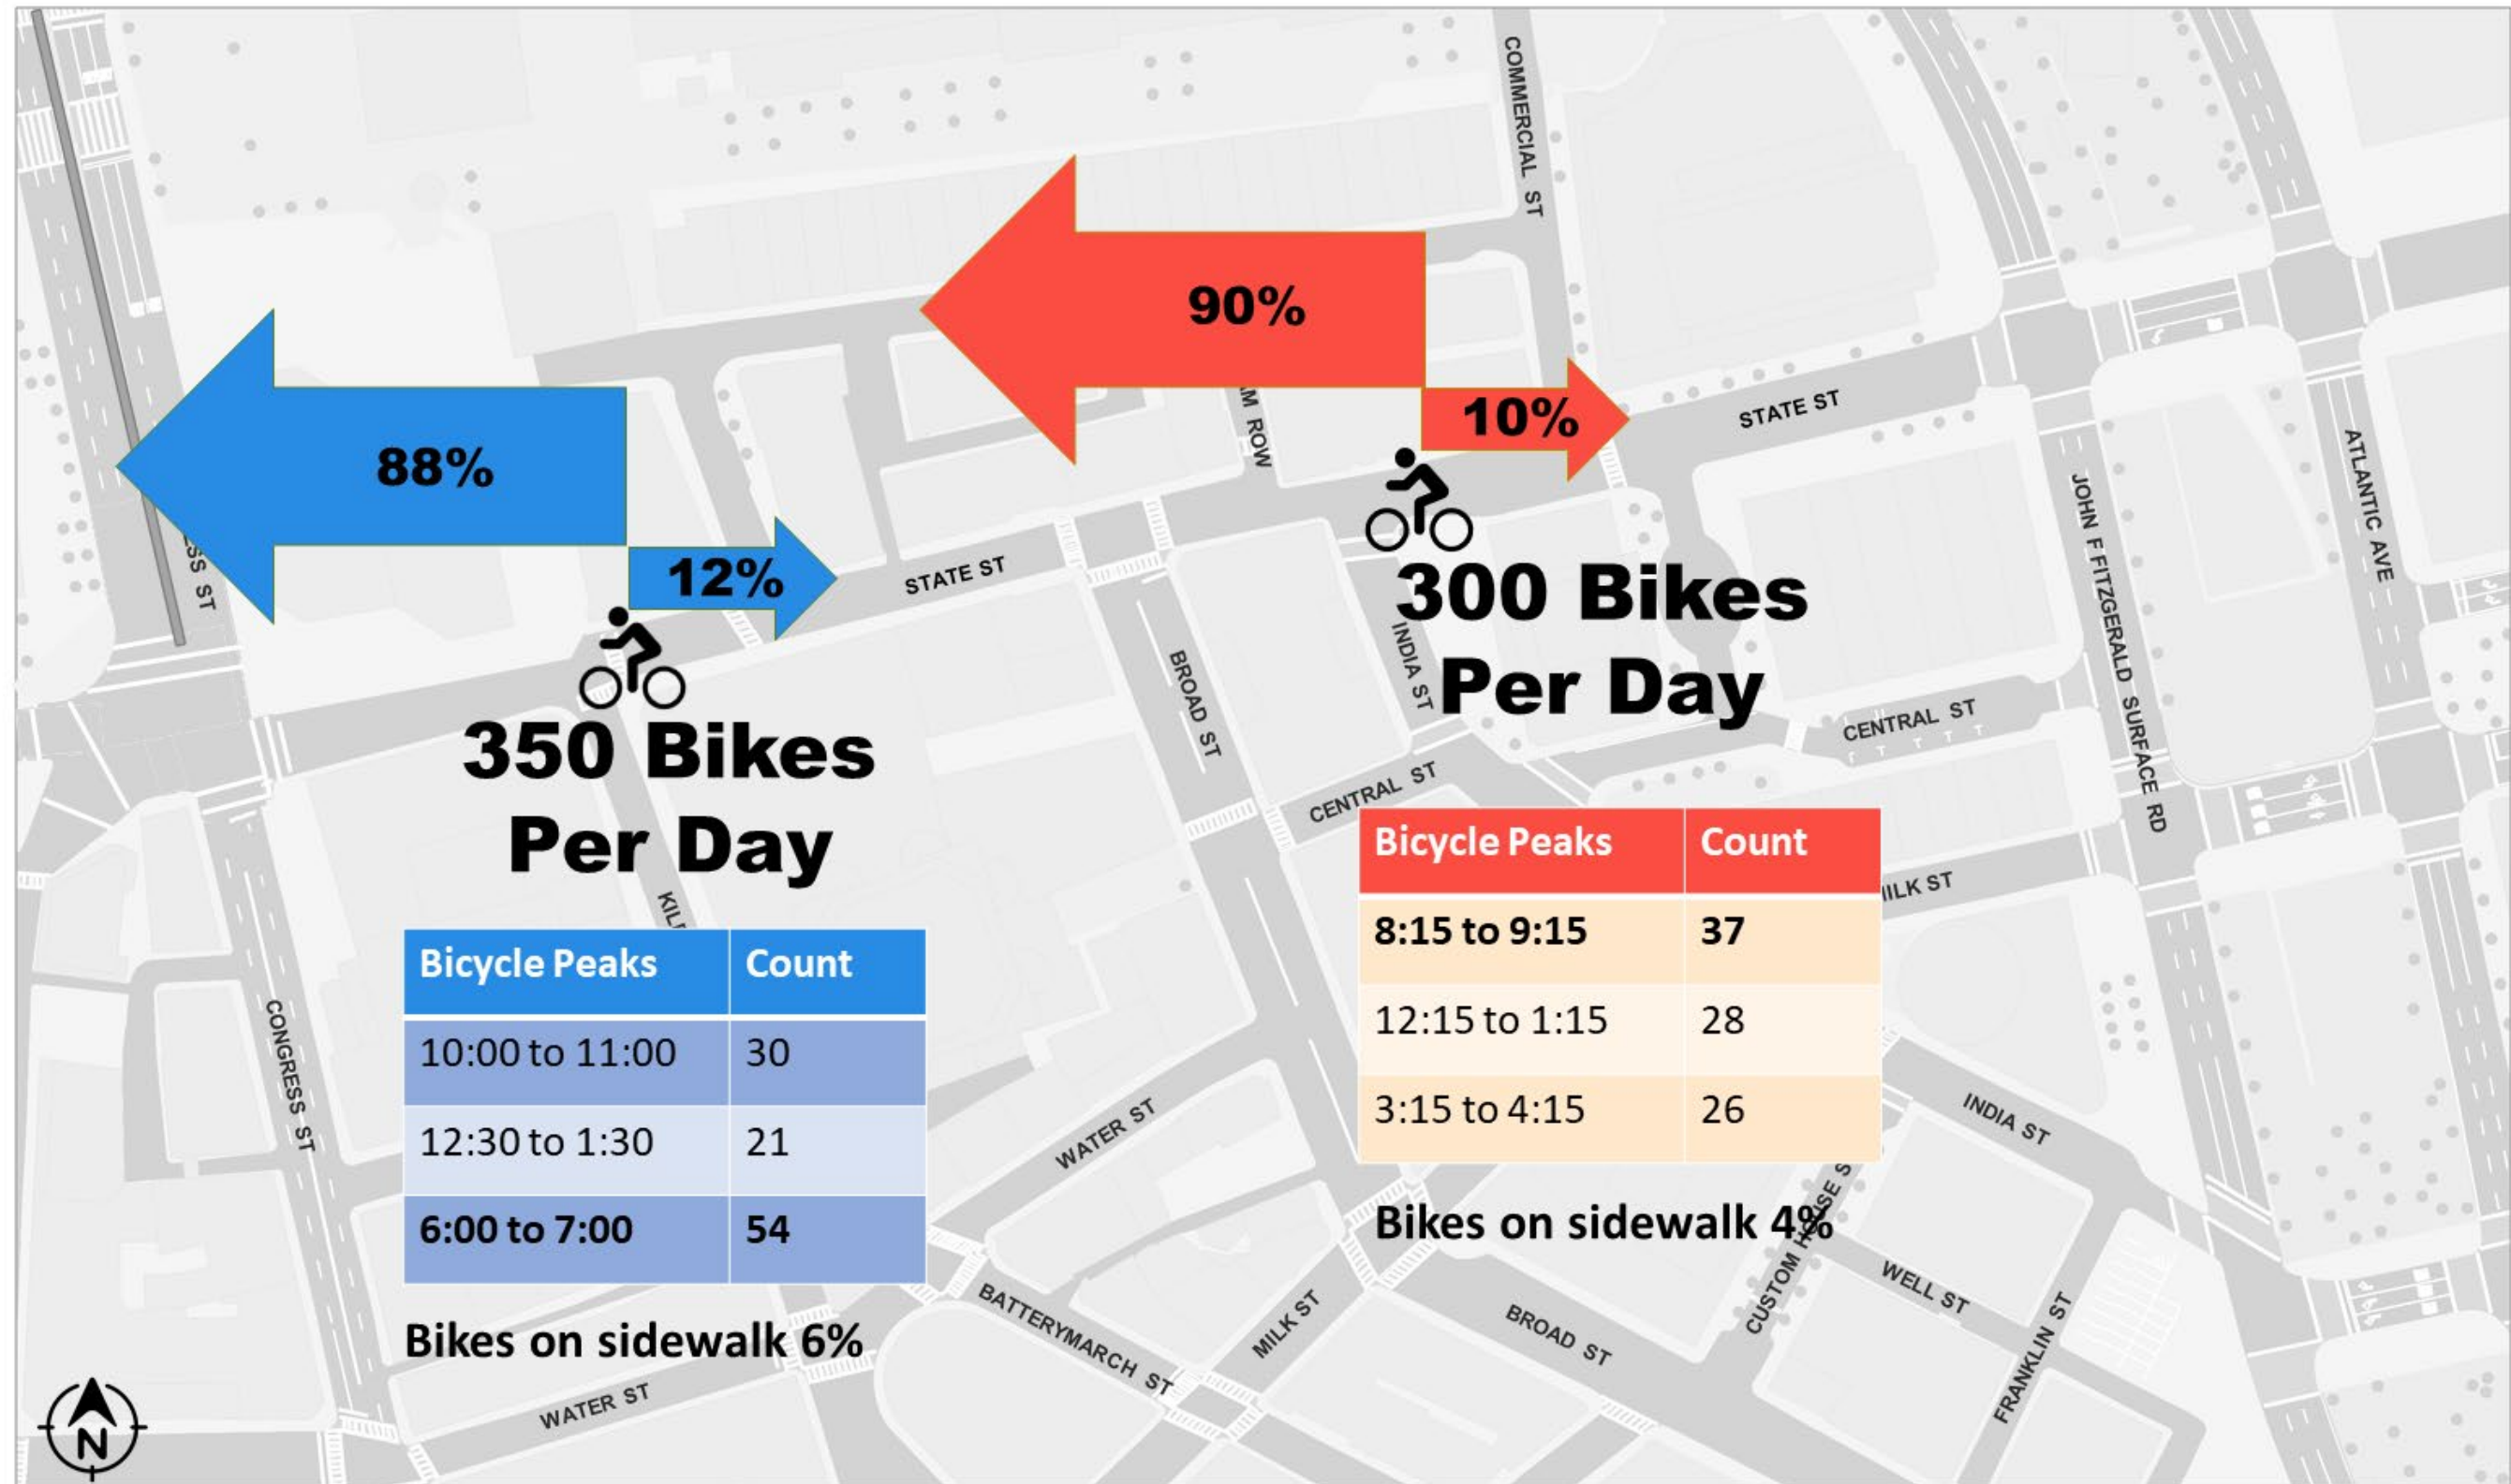 COMMERCIAL ST
90%
10%
STATE ST
ROW
88%
12%
STATE ST
ST
ATLANTIC AVE
JOHN F FITZGERALD SURFACE RD
300 Bikes
Per Day
INDIA ST
BROAD ST
350 Bikes
Per Day
CENTRAL ST
CENTRAL ST
Bicycle Peaks Count
8:15 to 9:15 37
12:15 to 1:15 28
3:15 to 4:15 26
Bikes on sidewalk 4%
ST
Bicycle Peaks Count
10:00 to 11:00 30
12:30 to 1:30 21
6:00 to 7:00 54
Bikes on sidewalk 6%
CONGRESS ST
WATER ST
INDIA ST
CUSTOM HOUSE S
WELL ST
FRANKLIN ST
BATTERYMARCH ST
MILK ST
BROAD ST
WATER ST
N